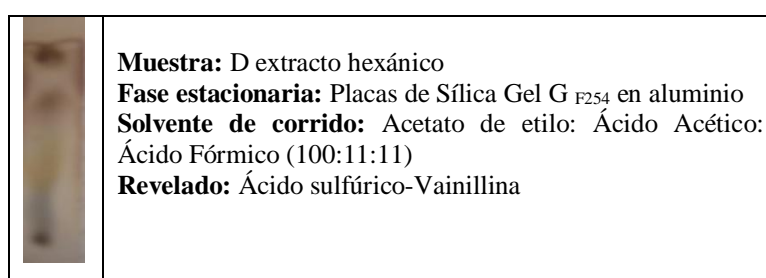 Muestra: D extracto hexánico
Fase estacionaria: Placas de Sílica Gel G F254 en aluminio
Solvente de corrido: Acetato de etilo: Ácido Acético:
Ácido Fórmico (100:11:11)
Revelado: Ácido sulfúrico-Vainillina